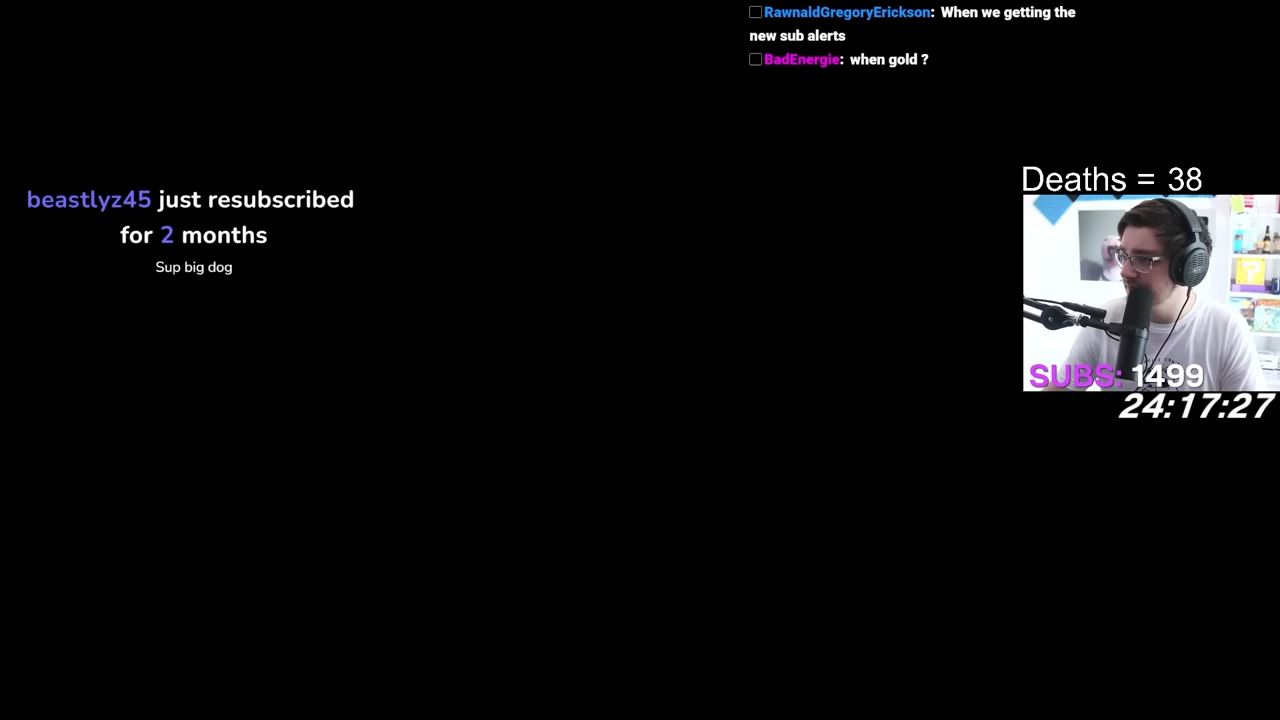 RawnaldGregoryErickson: When we getting the
new sub alerts
BadEnergie: when gold ?
Deaths = 38
beastlyz45 just resubscribed
for 2 months
Sup big dog
SUBS: 1499
24:17:27